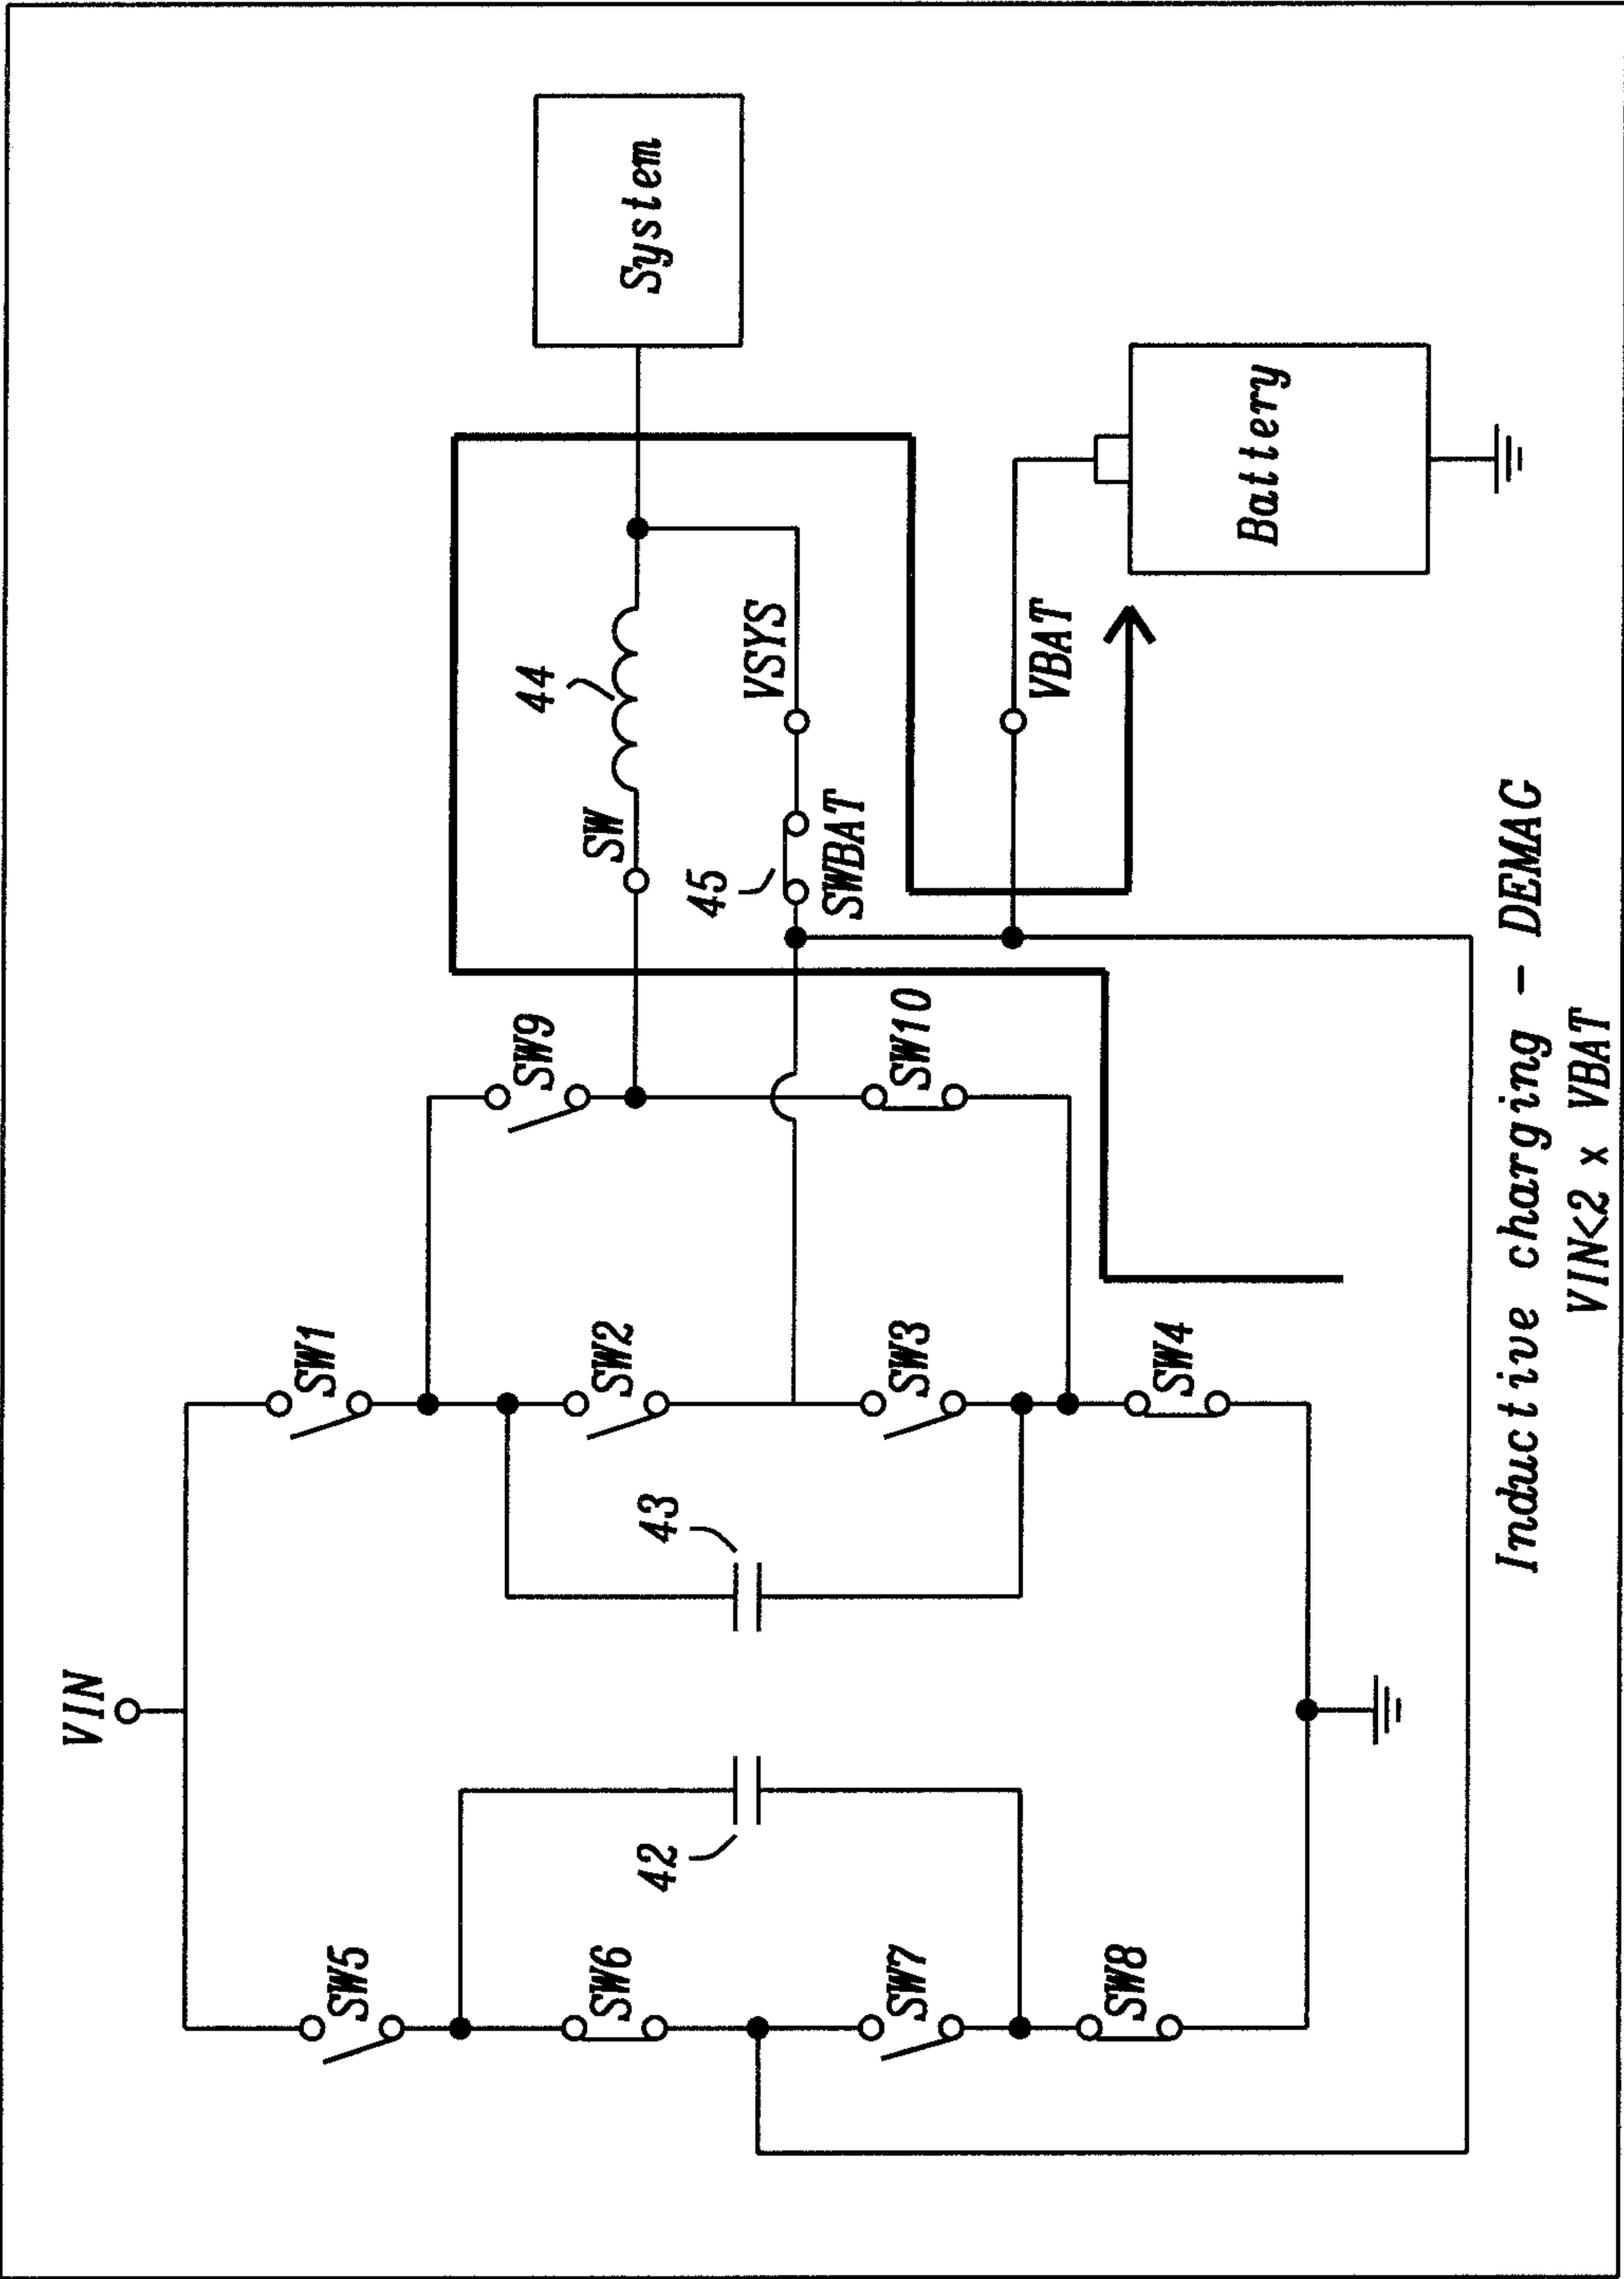 VIN
SW5
SW6
SW7
SW8
42
43
SW1
SW2
SW3
SW4
SW9
SW10
SW
44
45
SWBAT
VSYS
VBAT
System
Battery
Inductive charging - DEMAG
VIN<2 x VBAT